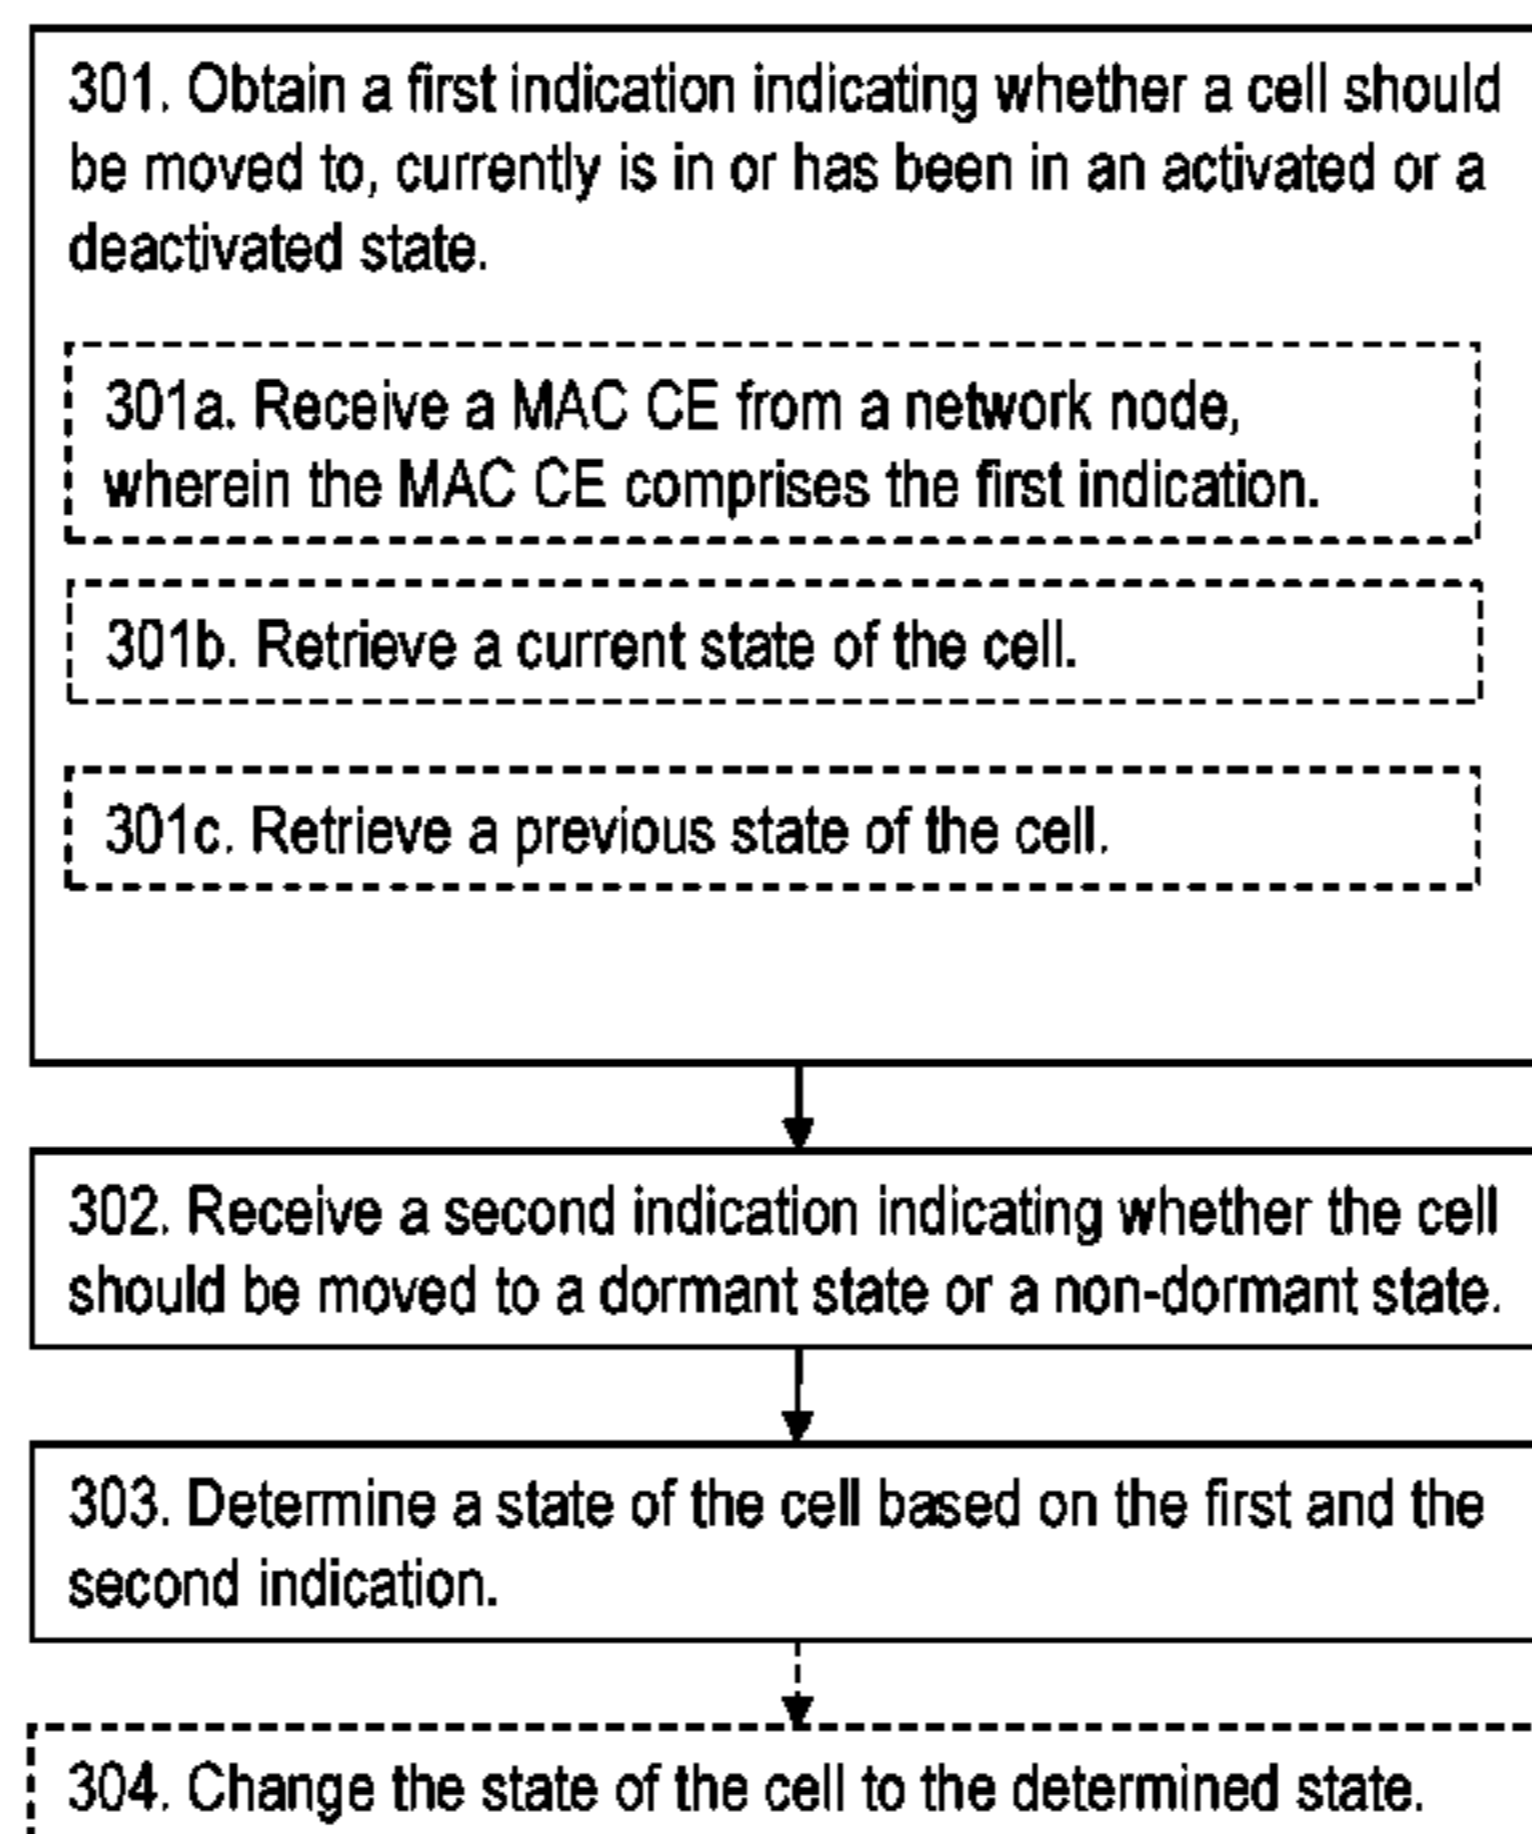 301. Obtain a first indication indicating whether a cell should
be moved to, currently is in or has been in an activated or a
deactivated state.
301a. Receive a MAC CE from a network node,
wherein the MAC CE comprises the first indication.
301b. Retrieve a current state of the cell.
301c. Retrieve a previous state of the cell.
302. Receive a second indication indicating whether the cell
should be moved to a dormant state or a non-dormant state.
303. Determine a state of the cell based on the first and the
second indication.
304. Change the state of the cell to the determined state.